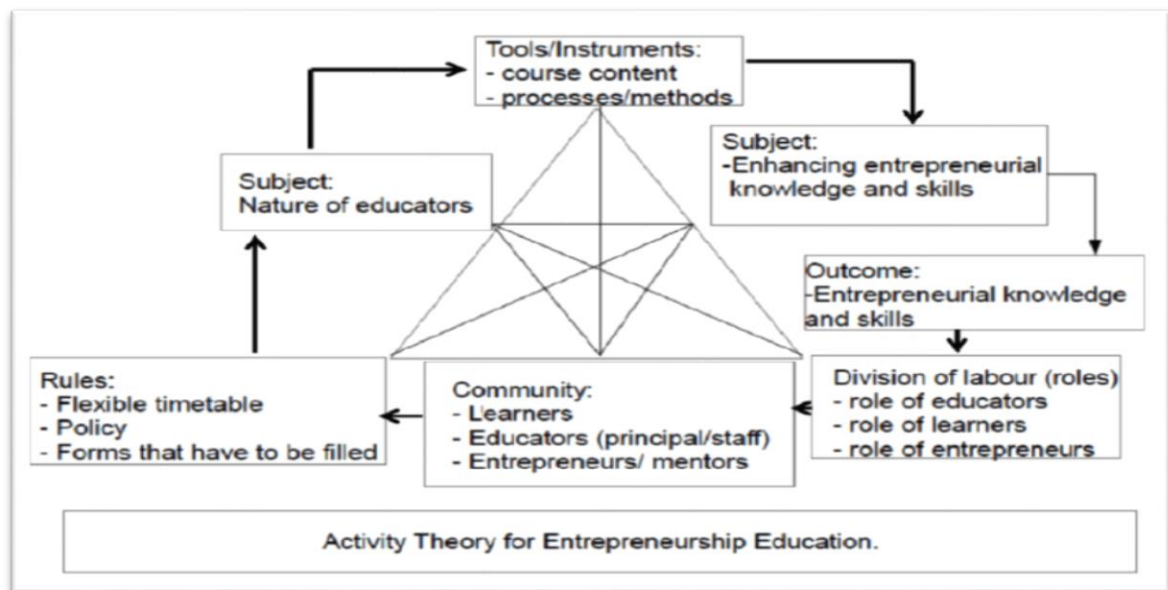 Tools/Instruments:
- course content
- processes/methods
Subject:
-Enhancing entrepreneurial
knowledge and skills
Subject:
Nature of educators
Outcome:
-Entrepreneurial knowledge
and skills
Rules:
- Flexible timetable
- Policy
- Forms that have to be filled
Community:
- Learners
- Educators (principal/staff)
- Entrepreneurs/ mentors
Division of labour (roles)
- role of educators
- role of learners
- role of entrepreneurs
Activity Theory for Entrepreneurship Education.